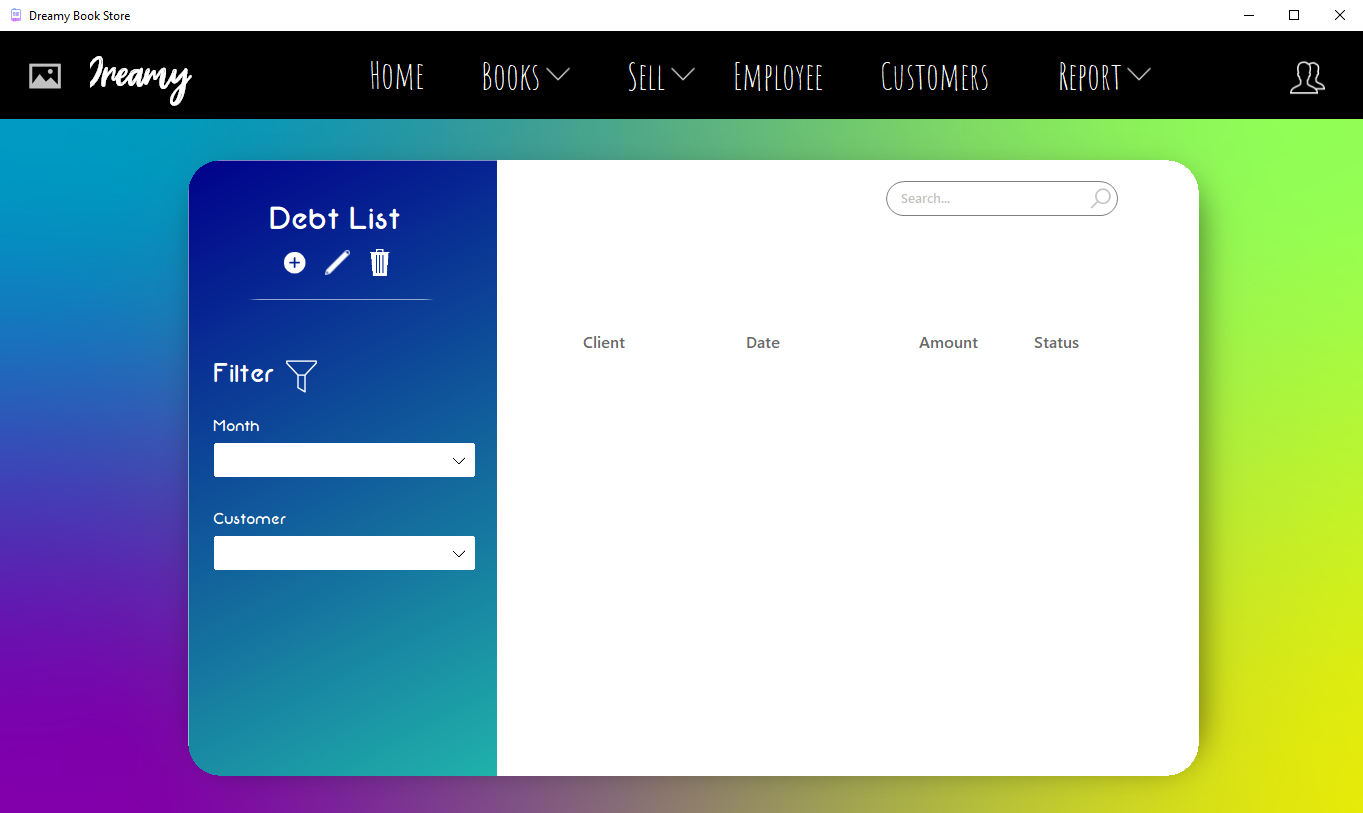 Dreamy Book Store
Dreamy
Home Books Sell Employee Customers Report
Debt List
Search...
Client Date Amount Status
Filter
Month
Customer